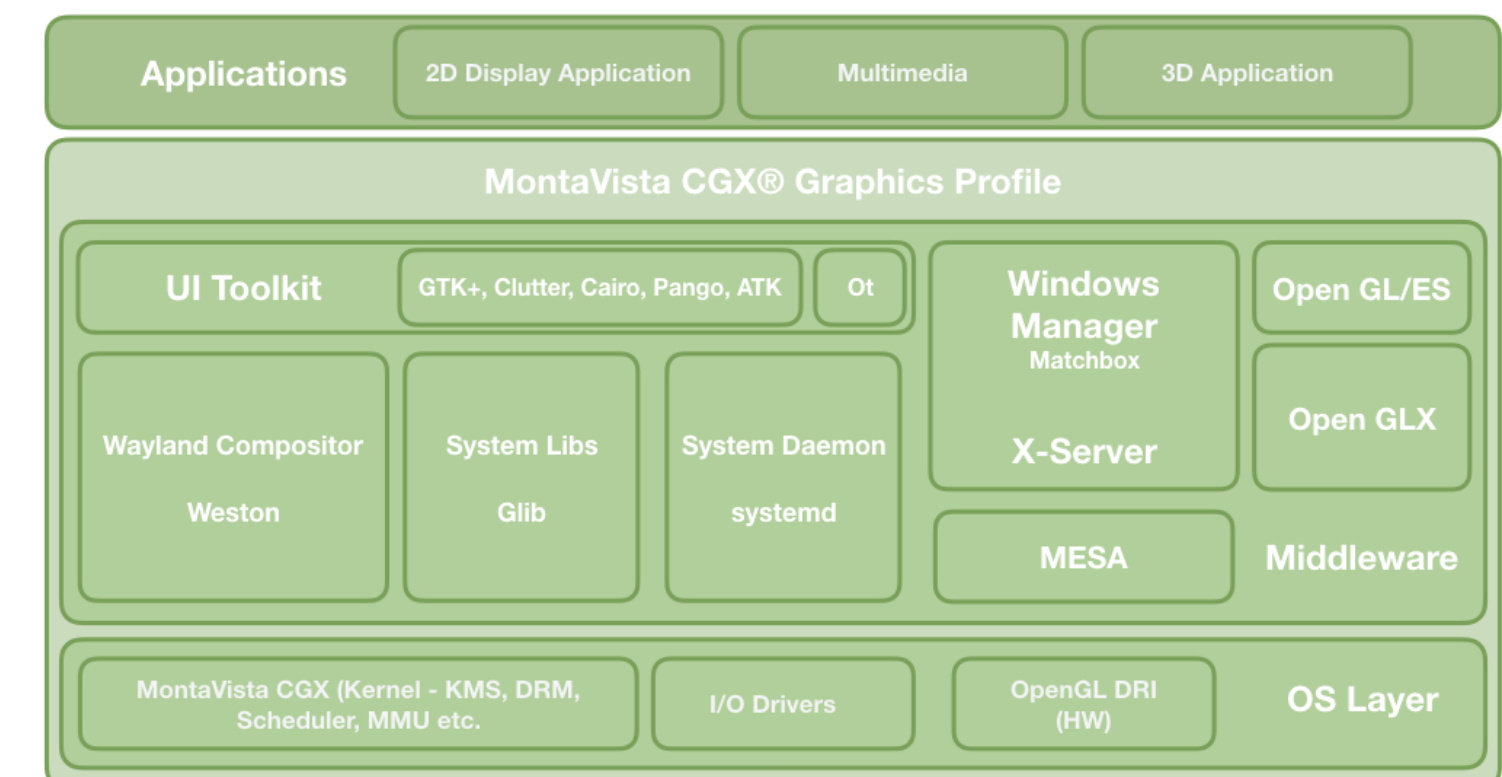 Applications
2D Display Application
Multimedia
3D Application
MontaVista CGX® Graphics Profile
UI Toolkit
GTK+, Clutter, Cairo, Pango, ATK
Ot
Windows
Manager
Matchbox
X-Server
Open GL/ES
Open GLX
Wayland Compositor
Weston
System Libs
Glib
System Daemon
systemd
MESA
Middleware
MontaVista CGX (Kernel - KMS, DRM,
Scheduler, MMU etc.
I/O Drivers
OpenGL DRI
(HW)
OS Layer